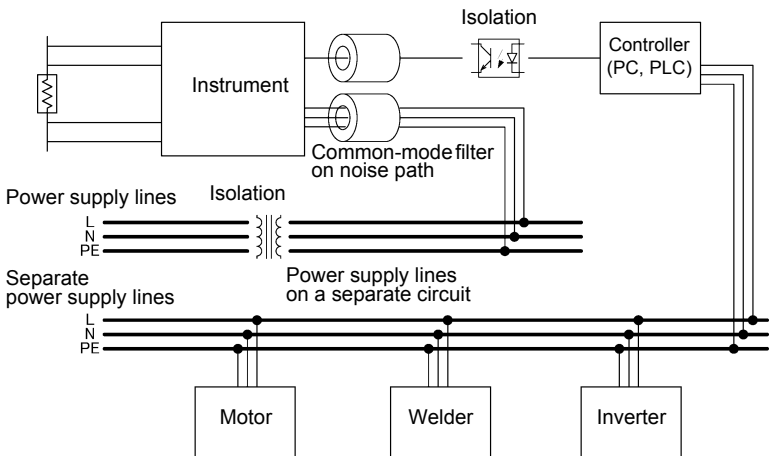 Isolation
Controller
(PC, PLC)
Instrument
Common-mode filter
on noise path
Power supply lines
Isolation
L
N
PE
Separate
power supply lines
Power supply lines
on a separate circuit
L
N
PE
Motor
Welder
Inverter